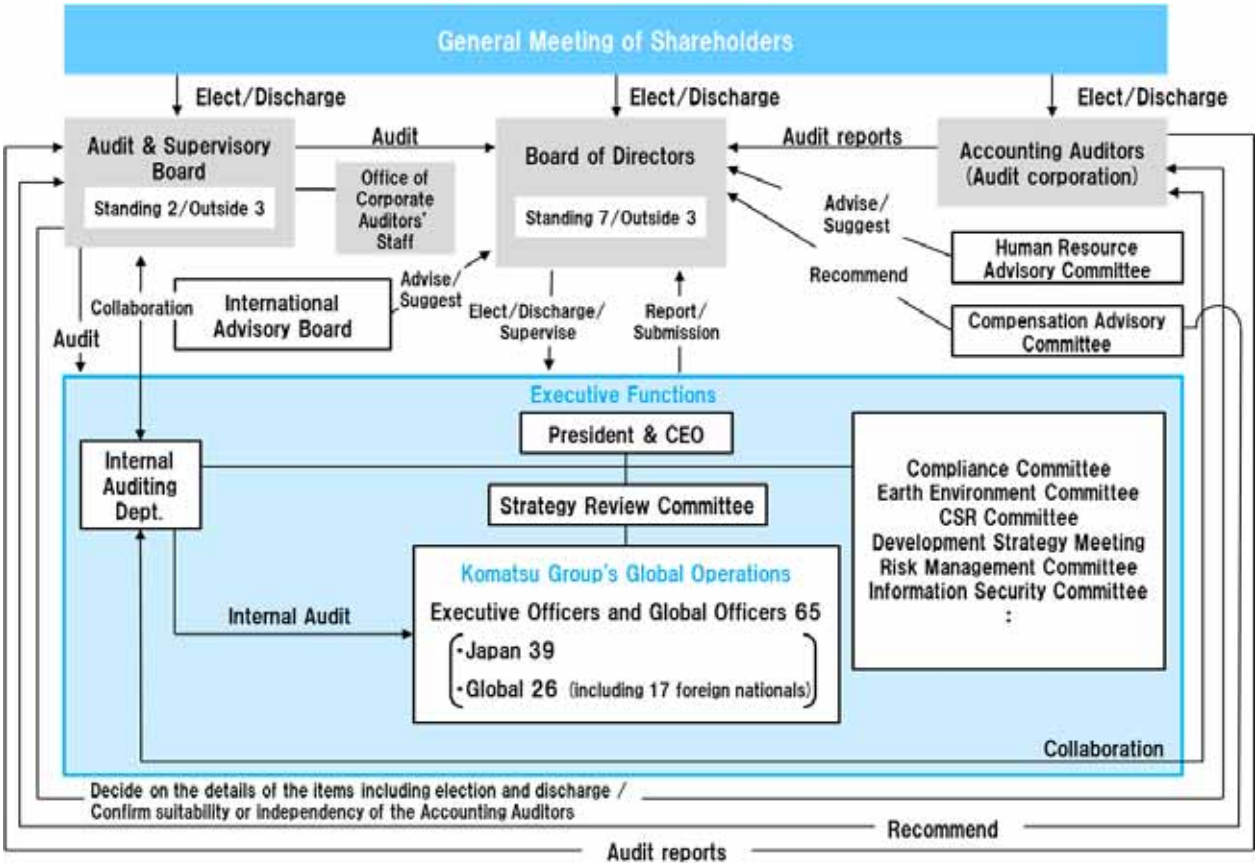 General Meeting of Shareholders
Elect/Discharge
Elect/Discharge
Elect/Discharge
Audit & Supervisory
Board
Standing 2/Outside 3
Audit
Office of
Corporate
Auditors'
Staff
Board of Directors
Standing 7/Outside 3
Audit reports
Accounting Auditors
(Audit corporation)
Advise/
Suggest
Human Resource
Advisory Committee
Recommend
Compensation Advisory
Committee
Collaboration
Audit
International
Advisory Board
Advise/
Suggest
Elect/Discharge/
Supervise
Report/
Submission
Executive Functions
President & CEO
Internal
Auditing
Dept.
Strategy Review Committee
Compliance Committee
Earth Environment Committee
CSR Committee
Development Strategy Meeting
Risk Management Committee
Information Security Committee
:
Komatsu Group's Global Operations
Executive Officers and Global Officers 65
・Japan 39
・Global 26 (including 17 foreign nationals)
Internal Audit
Collaboration
Decide on the details of the items including election and discharge /
Confirm suitability or independency of the Accounting Auditors
Recommend
Audit reports